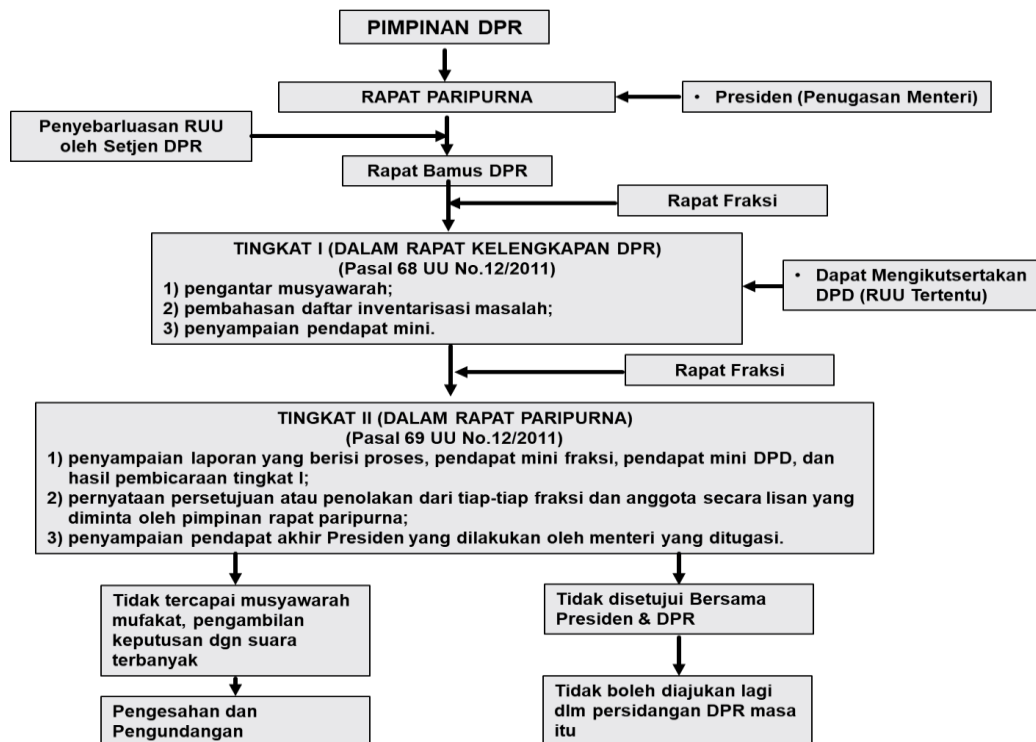 PIMPINAN DPR
RAPAT PARIPURNA
• Presiden (Penugasan Menteri)
Penyebarluasan RUU
oleh Setjen DPR
Rapat Bamus DPR
Rapat Fraksi
TINGKAT I (DALAM RAPAT KELENGKAPAN DPR)
(Pasal 68 UU No.12/2011)
1) pengantar musyawarah;
2) pembahasan daftar inventarisasi masalah;
3) penyampaian pendapat mini.
• Dapat Mengikutsertakan
DPD (RUU Tertentu)
Rapat Fraksi
TINGKAT II (DALAM RAPAT PARIPURNA)
(Pasal 69 UU No.12/2011)
1) penyampaian laporan yang berisi proses, pendapat mini fraksi, pendapat mini DPD, dan
hasil pembicaraan tingkat I;
2) pernyataan persetujuan atau penolakan dari tiap-tiap fraksi dan anggota secara lisan yang
diminta oleh pimpinan rapat paripurna;
3) penyampaian pendapat akhir Presiden yang dilakukan oleh menteri yang ditugasi.
Tidak tercapai musyawarah
mufakat, pengambilan
keputusan dgn suara
terbanyak
Tidak disetujui Bersama
Presiden & DPR
Pengesahan dan
Pengundangan
Tidak boleh diajukan lagi
dlm persidangan DPR masa
itu